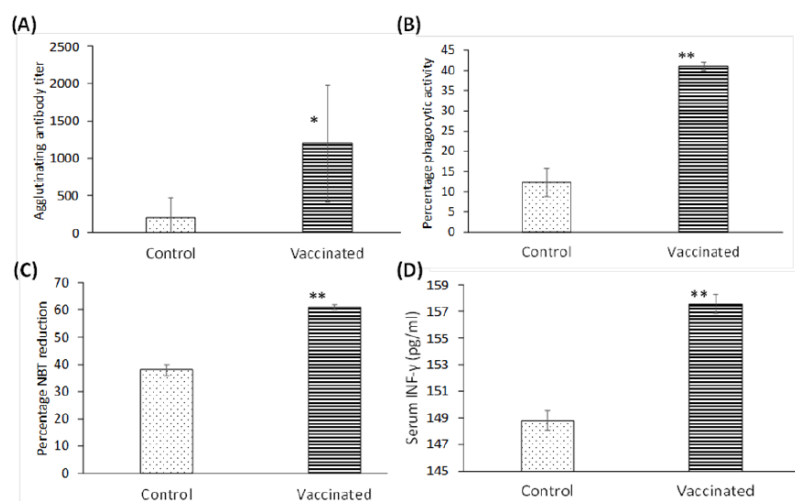 (A)
Agglutinating antibody titer
2500
2000
1500
1000
500
0
*
Control
Vaccinated
(B)
Percentage phagocytic activity
45
40
35
30
25
20
15
10
5
0
**
Control
Vaccinated
(C)
Percentage NBT reduction
70
60
50
40
30
20
10
0
**
Control
Vaccinated
(D)
Serum INF-γ (pg/ml)
159
157
155
153
151
149
147
145
**
Control
Vaccinated